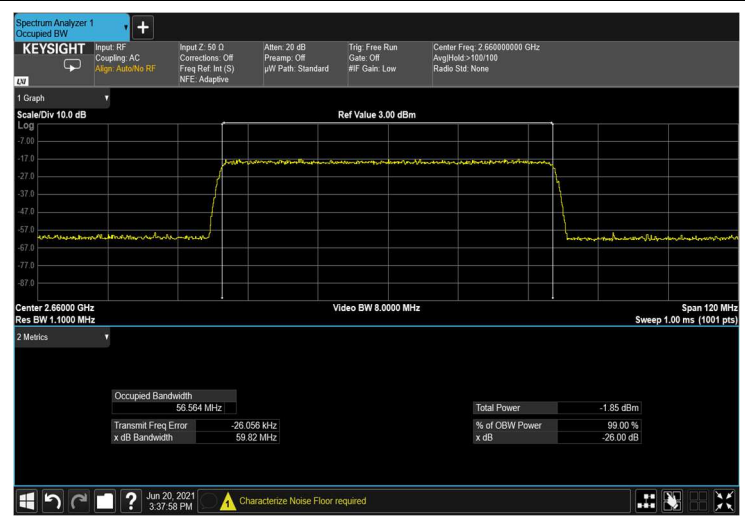 Spectrum Analyzer 1
Occupied BW
KEYSIGHT
LXI
Input: RF
Coupling: AC
Align: Auto/No RF
Input Z: 50 Ω
Corrections: Off
Freq Ref: Int (S)
NFE: Adaptive
Atten: 20 dB
Preamp: Off
µW Path: Standard
Trig: Free Run
Gate: Off
#IF Gain: Low
Center Freq: 2.660000000 GHz
Avg|Hold:>100/100
Radio Std: None
1 Graph
Scale/Div 10.0 dB
Ref Value 3.00 dBm
Log
-7.00
-17.0
-27.0
-37.0
-47.0
-57.0
-67.0
-77.0
-87.0
Center 2.66000 GHz
Video BW 8.0000 MHz
Span 120 MHz
Res BW 1.1000 MHz
Sweep 1.00 ms (1001 pts)
2 Metrics
Occupied Bandwidth
56.564 MHz
Total Power -1.85 dBm
Transmit Freq Error -26.056 kHz
% of OBW Power 99.00 %
x dB Bandwidth 59.82 MHz
x dB -26.00 dB
?
Jun 20, 2021
3:37:58 PM
1
Characterize Noise Floor required